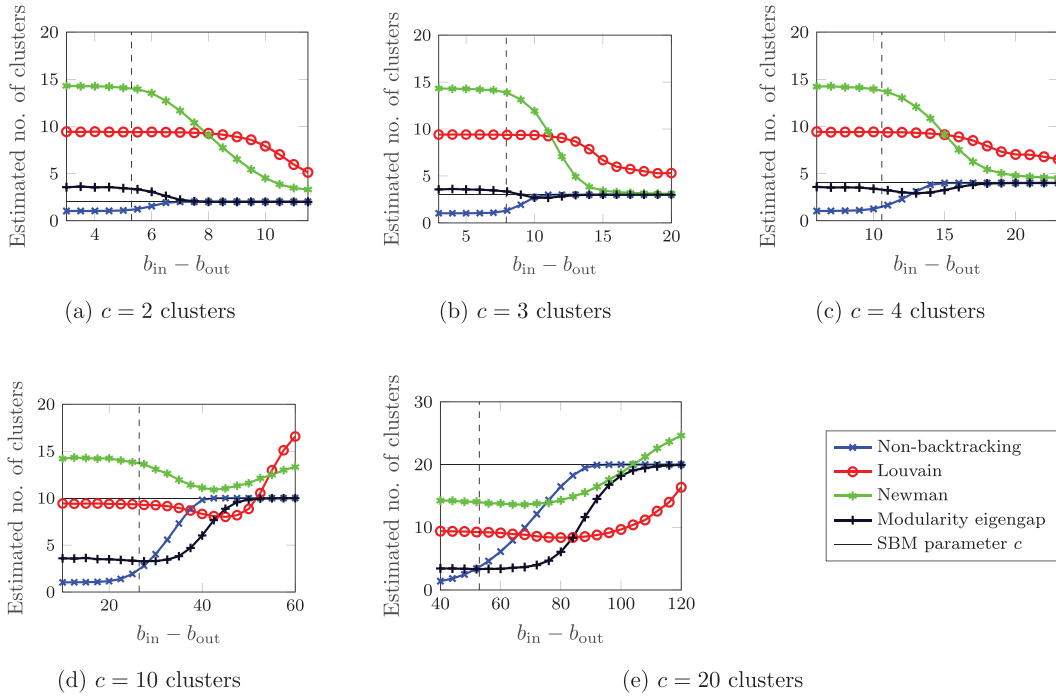 Estimated no. of clusters
20
15
10
5
0
4 6 8 10
b_in − b_out
(a) c = 2 clusters
Estimated no. of clusters
20
15
10
5
0
5 10 15 20
b_in − b_out
(b) c = 3 clusters
Estimated no. of clusters
20
15
10
5
0
10 15 20
b_in − b_out
(c) c = 4 clusters
Estimated no. of clusters
20
15
10
5
0
20 40 60
b_in − b_out
(d) c = 10 clusters
Estimated no. of clusters
30
20
10
0
40 60 80 100 120
b_in − b_out
(e) c = 20 clusters
Non-backtracking
Louvain
Newman
Modularity eigengap
SBM parameter c